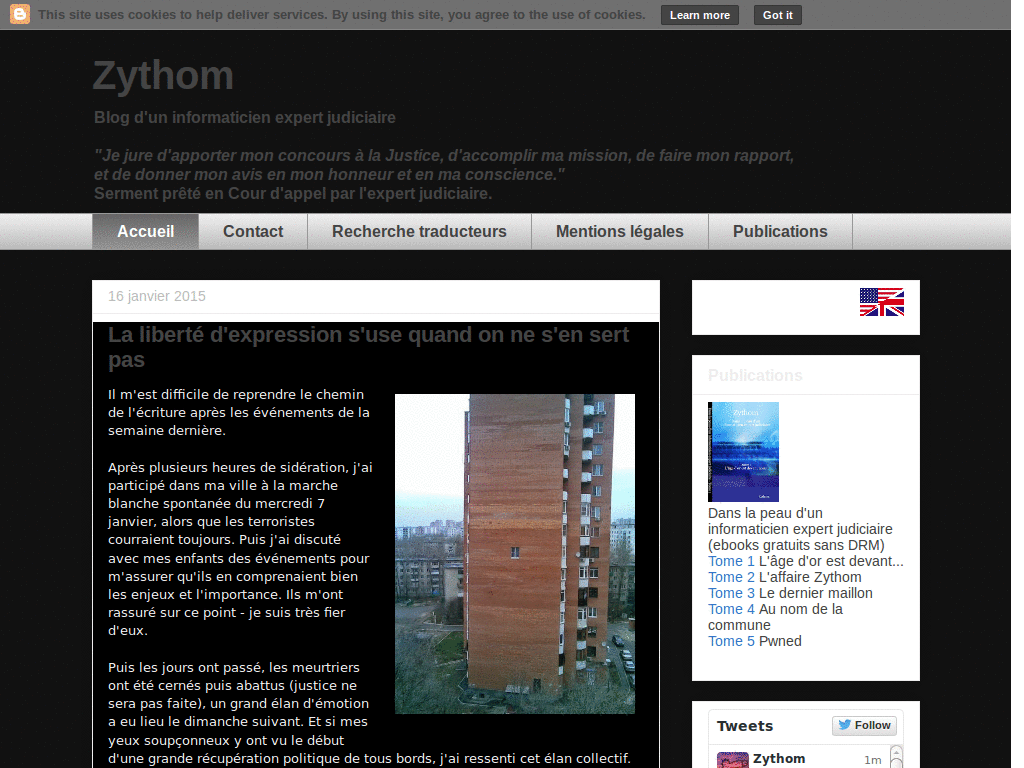 This site uses cookies to help deliver services. By using this site, you agree to the use of cookies. Learn more Got it
Zythom
Blog d'un informaticien expert judiciaire
"Je jure d'apporter mon concours à la Justice, d'accomplir ma mission, de faire mon rapport,
et de donner mon avis en mon honneur et en ma conscience."
Serment prêté en Cour d'appel par l'expert judiciaire.
Accueil Contact Recherche traducteurs Mentions légales Publications
16 janvier 2015
La liberté d'expression s'use quand on ne s'en sert
pas
Il m'est difficile de reprendre le chemin
de l'écriture après les événements de la
semaine dernière.
Après plusieurs heures de sidération, j'ai
participé dans ma ville à la marche
blanche spontanée du mercredi 7
janvier, alors que les terroristes
courraient toujours. Puis j'ai discuté
avec mes enfants des événements pour
m'assurer qu'ils en comprenaient bien
les enjeux et l'importance. Ils m'ont
rassuré sur ce point - je suis très fier
d'eux.
Puis les jours ont passé, les meurtriers
ont été cernés puis abattus (justice ne
sera pas faite), un grand élan d'émotion
a eu lieu le dimanche suivant. Et si mes
yeux soupçonneux y ont vu le début
d'une grande récupération politique de tous bords, j'ai ressenti cet élan collectif.
Publications
Zythom
Dans la peau d'un
informaticien expert judiciaire
(ebooks gratuits sans DRM)
Tome 1 L'âge d'or est devant...
Tome 2 L'affaire Zythom
Tome 3 Le dernier maillon
Tome 4 Au nom de la
commune
Tome 5 Pwned
Tweets Follow
Zythom 1m